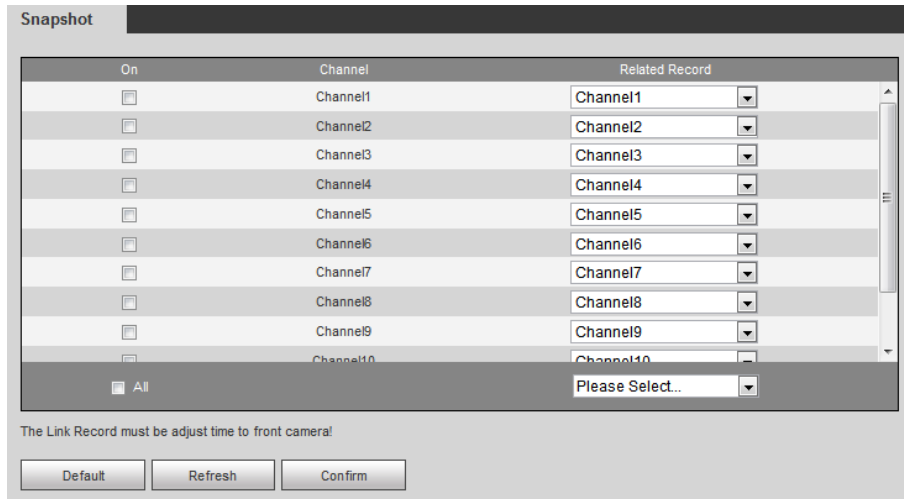 Snapshot
On Channel Related Record
Channel1 Channel1
Channel2 Channel2
Channel3 Channel3
Channel4 Channel4
Channel5 Channel5
Channel6 Channel6
Channel7 Channel7
Channel8 Channel8
Channel9 Channel9
Channel10 Channel10
All Please Select...
The Link Record must be adjust time to front camera!
Default Refresh Confirm